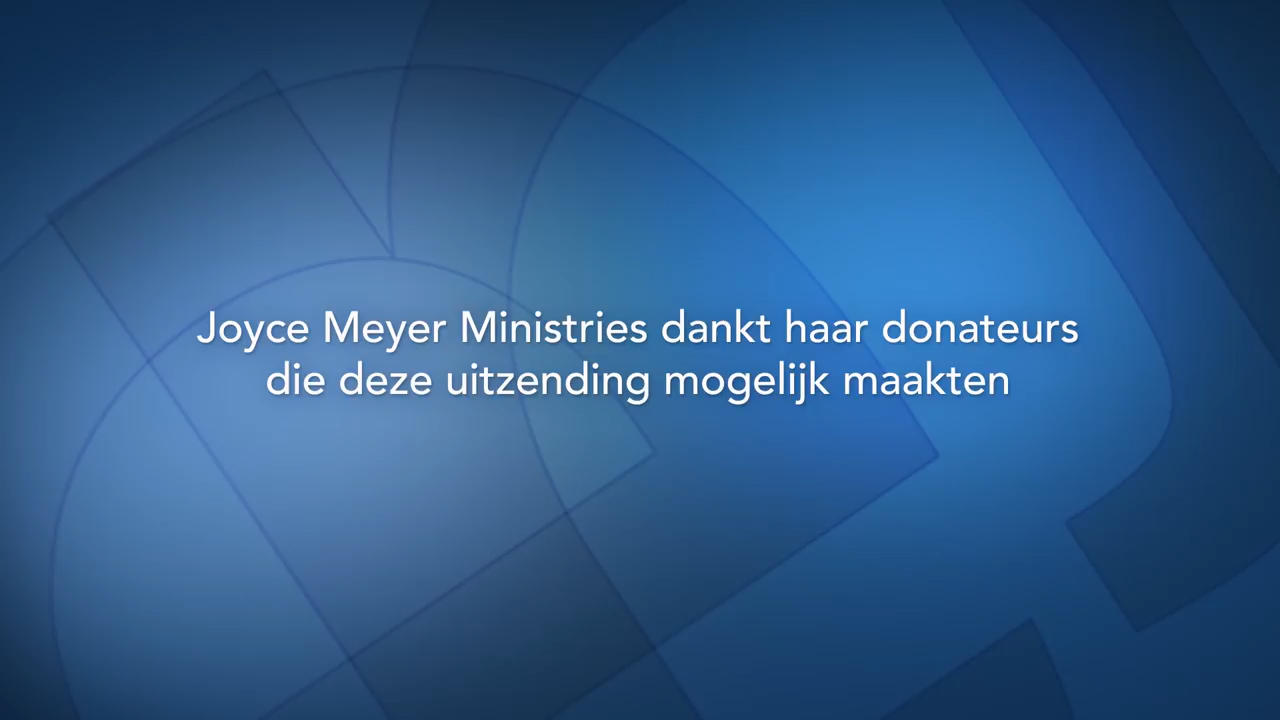 Joyce Meyer Ministries dankt haar donateurs
die deze uitzending mogelijk maakten